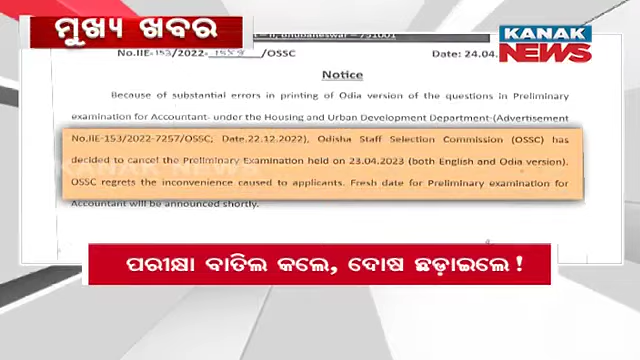 ମୁଖ୍ୟ ଖବର
KANAK
NEWS
Bhubaneswar – 751001
No.IIE-153/2022- /OSSC
Date: 24.04.
Notice
Because of substantial errors in printing of Odia version of the questions in Preliminary
examination for Accountant under the Housing and Urban Development Department (Advertisement
No.IIE-153/2022-7257/OSSC; Date.22.12.2022), Odisha Staff Selection Commission (OSSC) has
decided to cancel the Preliminary Examination held on 23.04.2023 (both English and Odia version).
OSSC regrets the inconvenience caused to applicants. Fresh date for Preliminary examination for
Accountant will be announced shortly.
KANAK NEWS
ପରୀକ୍ଷା ବାତିଲ କଲେ, ଦୋଷ ଛଡ଼ାଇଲେ !